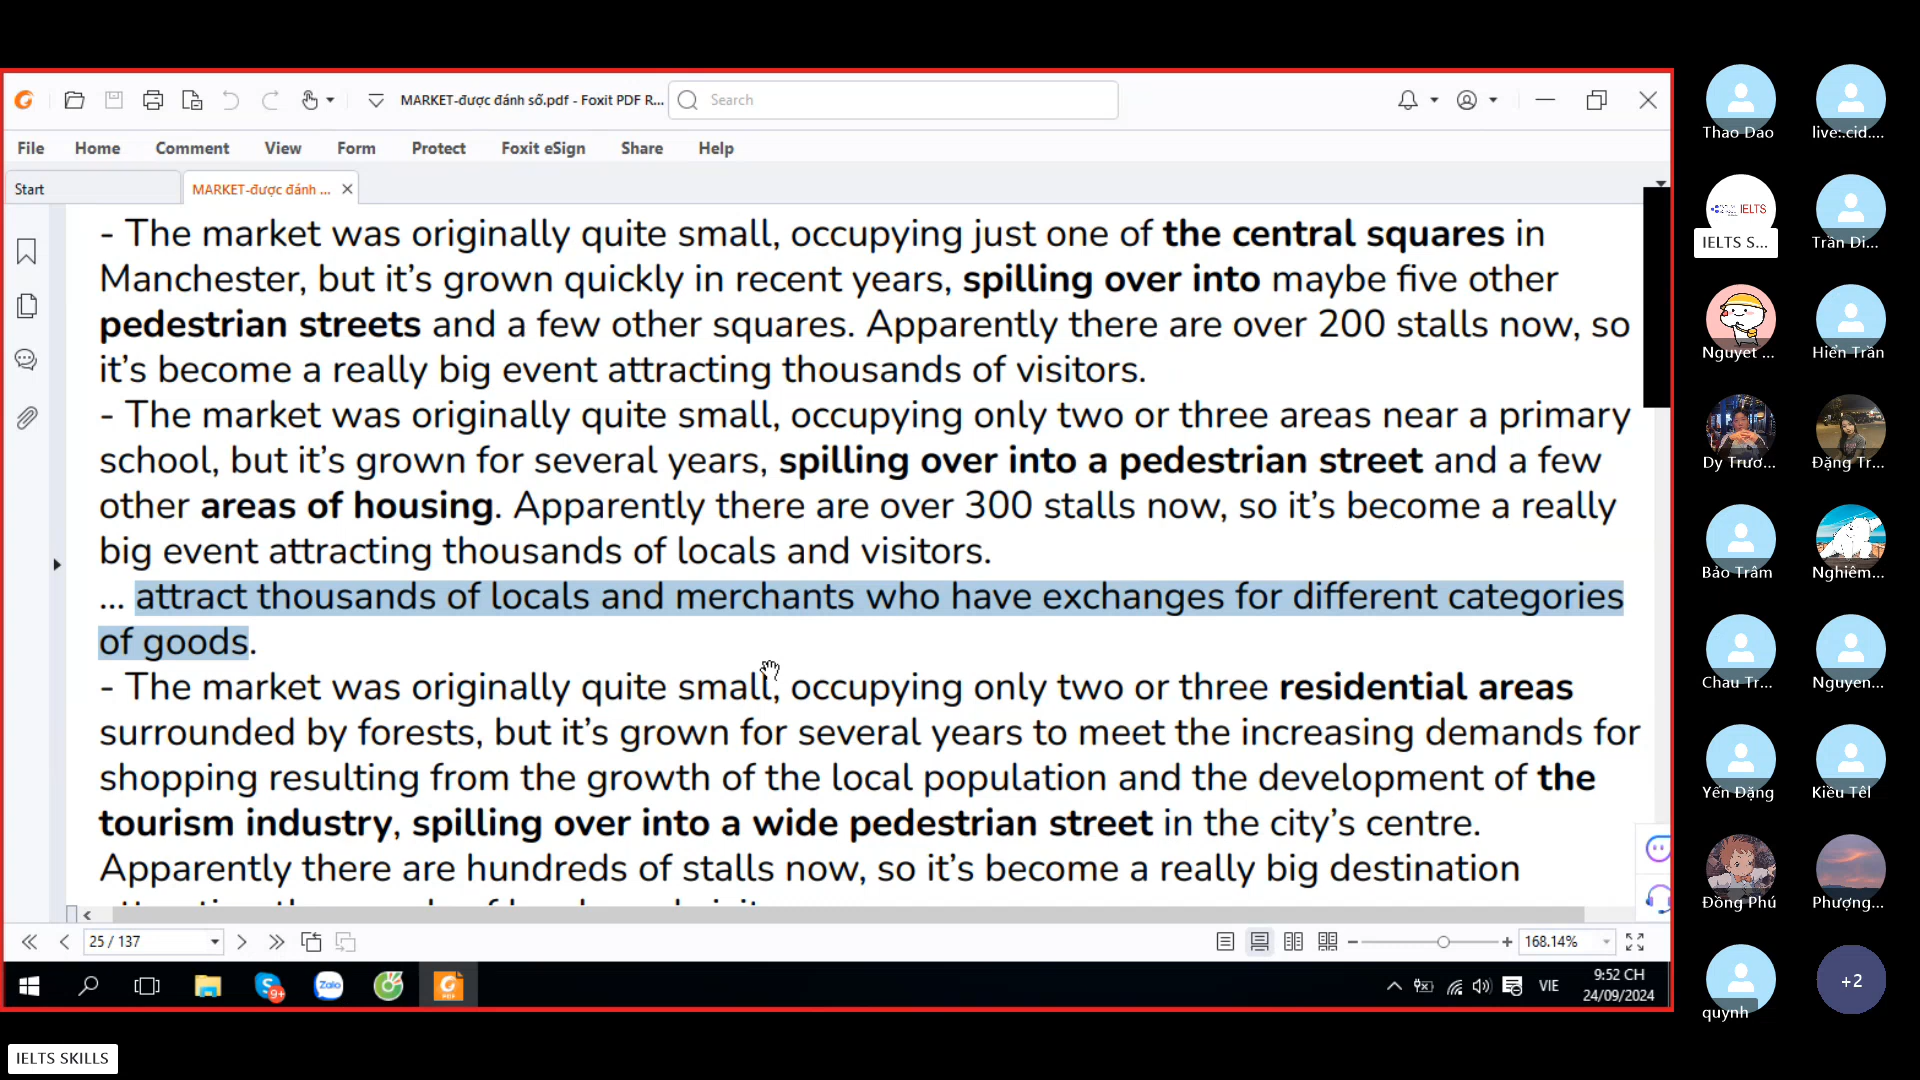 MARKET-được đánh số.pdf - Foxit PDF R...
Search
File Home Comment View Form Protect Foxit eSign Share Help
Start
MARKET-được đánh ...
- The market was originally quite small, occupying just one of the central squares in
Manchester, but it's grown quickly in recent years, spilling over into maybe five other
pedestrian streets and a few other squares. Apparently there are over 200 stalls now, so
it's become a really big event attracting thousands of visitors.
- The market was originally quite small, occupying only two or three areas near a primary
school, but it's grown for several years, spilling over into a pedestrian street and a few
other areas of housing. Apparently there are over 300 stalls now, so it's become a really
big event attracting thousands of locals and visitors.
... attract thousands of locals and merchants who have exchanges for different categories
of goods.
- The market was originally quite small, occupying only two or three residential areas
surrounded by forests, but it's grown for several years to meet the increasing demands for
shopping resulting from the growth of the local population and the development of the
tourism industry, spilling over into a wide pedestrian street in the city's centre.
Apparently there are hundreds of stalls now, so it's become a really big destination
25 / 137
168.14%
9+
Zalo
PDF
VIE
9:52 CH
24/09/2024
Thao Dao
live:.cid....
IELTS
IELTS S...
Trần Di...
Nguyet ...
Hiển Trần
Dy Trươ...
Đặng Tr...
Bảo Trâm
Nghiêm...
Chau Tr...
Nguyen...
Yến Đặng
Kiều Têl
Đồng Phú
Phượng...
quynh
+2
IELTS SKILLS